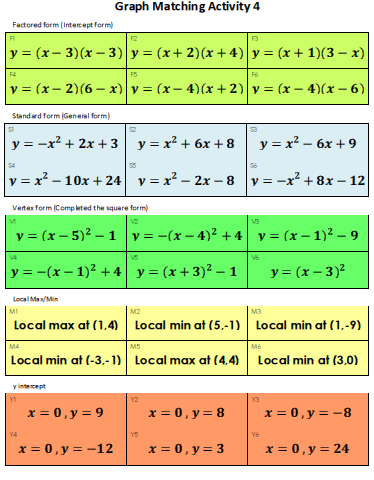 Graph Matching Activity 4
Factored form (Intercept form)
F1 F2 F3
y = (x − 3)(x − 3) y = (x + 2)(x + 4) y = (x + 1)(3 − x)
F4 F5 F6
y = (x − 2)(6 − x) y = (x − 4)(x + 2) y = (x − 4)(x − 6)
Standard form (General form)
S1 S2 S3
y = −x² + 2x + 3 y = x² + 6x + 8 y = x² − 6x + 9
S4 S5 S6
y = x² − 10x + 24 y = x² − 2x − 8 y = −x² + 8x − 12
Vertex form (Completed the square form)
V1 V2 V3
y = (x − 5)² − 1 y = −(x − 4)² + 4 y = (x − 1)² − 9
V4 V5 V6
y = −(x − 1)² + 4 y = (x + 3)² − 1 y = (x − 3)²
Local Max/Min
M1 M2 M3
Local max at (1,4) Local min at (5,-1) Local min at (1,-9)
M4 M5 M6
Local min at (-3,-1) Local max at (4,4) Local min at (3,0)
y intercept
Y1 Y2 Y3
x = 0, y = 9 x = 0, y = 8 x = 0, y = −8
Y4 Y5 Y6
x = 0, y = −12 x = 0, y = 3 x = 0, y = 24